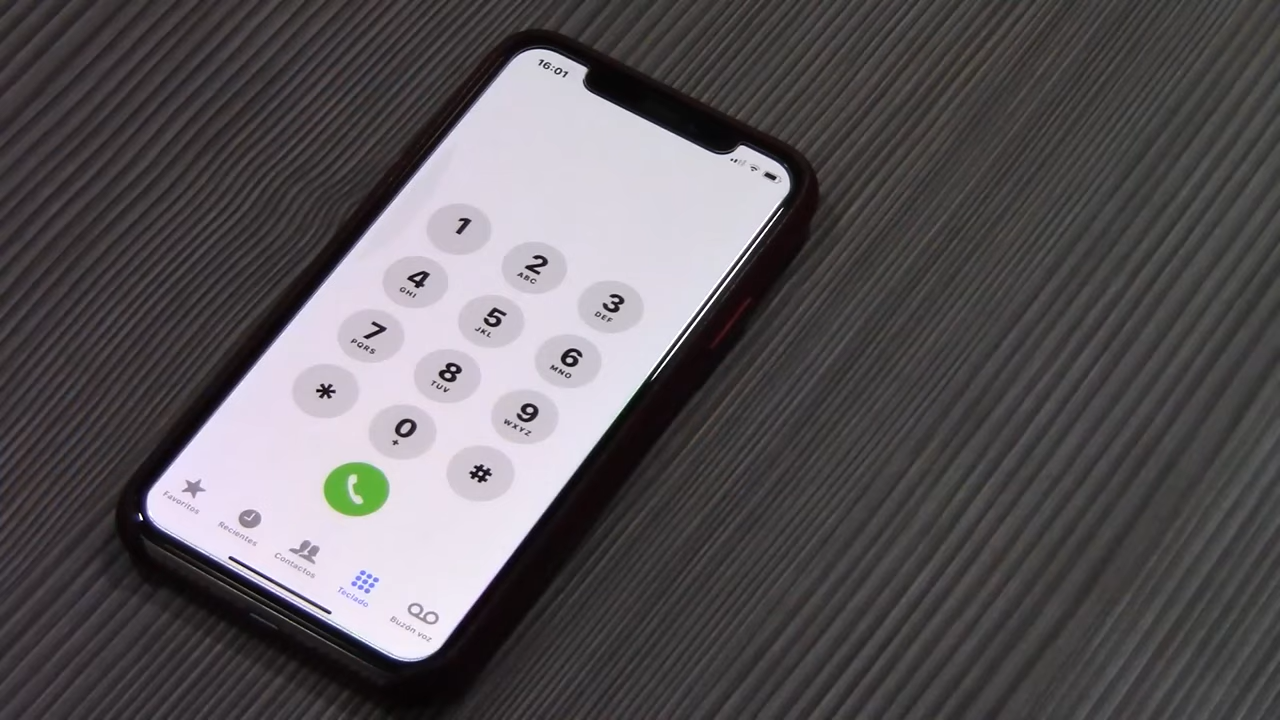 16:01
1
2
ABC
3
DEF
4
GHI
5
JKL
6
MNO
7
PQRS
8
TUV
9
WXYZ
*
0
+
#
Favoritos
Recientes
Contactos
Teclado
Buzón voz